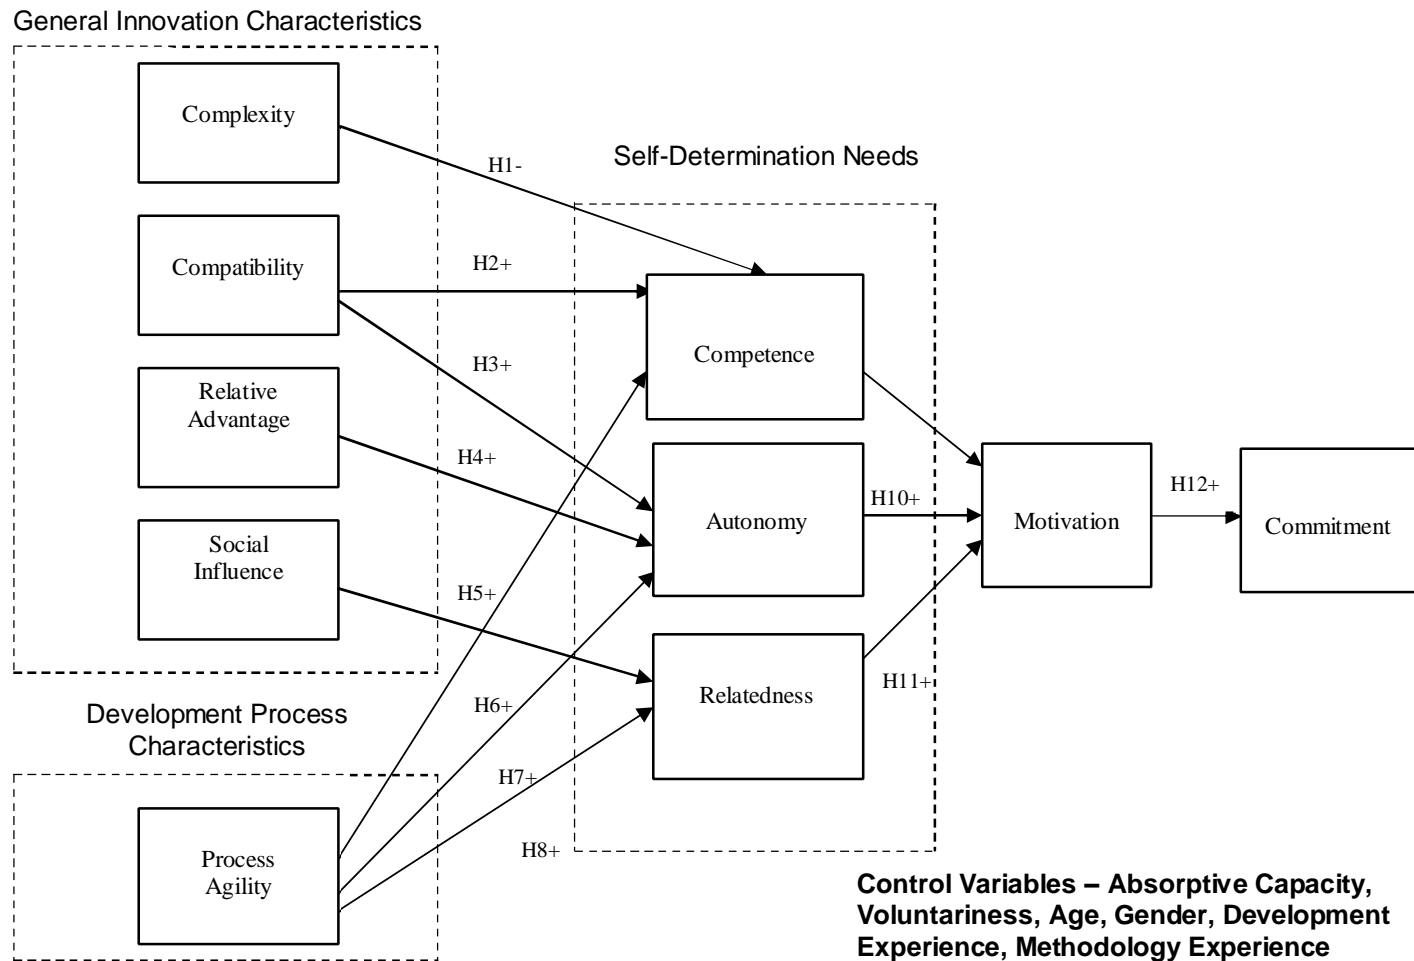 General Innovation Characteristics
Complexity
H1-
Self-Determination Needs
Compatibility
H2+
Competence
H3+
Relative
Advantage
H4+
Autonomy
H10+
Motivation
H12+
Commitment
Social
Influence
H5+
Relatedness
H11+
H6+
Development Process
Characteristics
H7+
H8+
Process
Agility
Control Variables – Absorptive Capacity,
Voluntariness, Age, Gender, Development
Experience, Methodology Experience